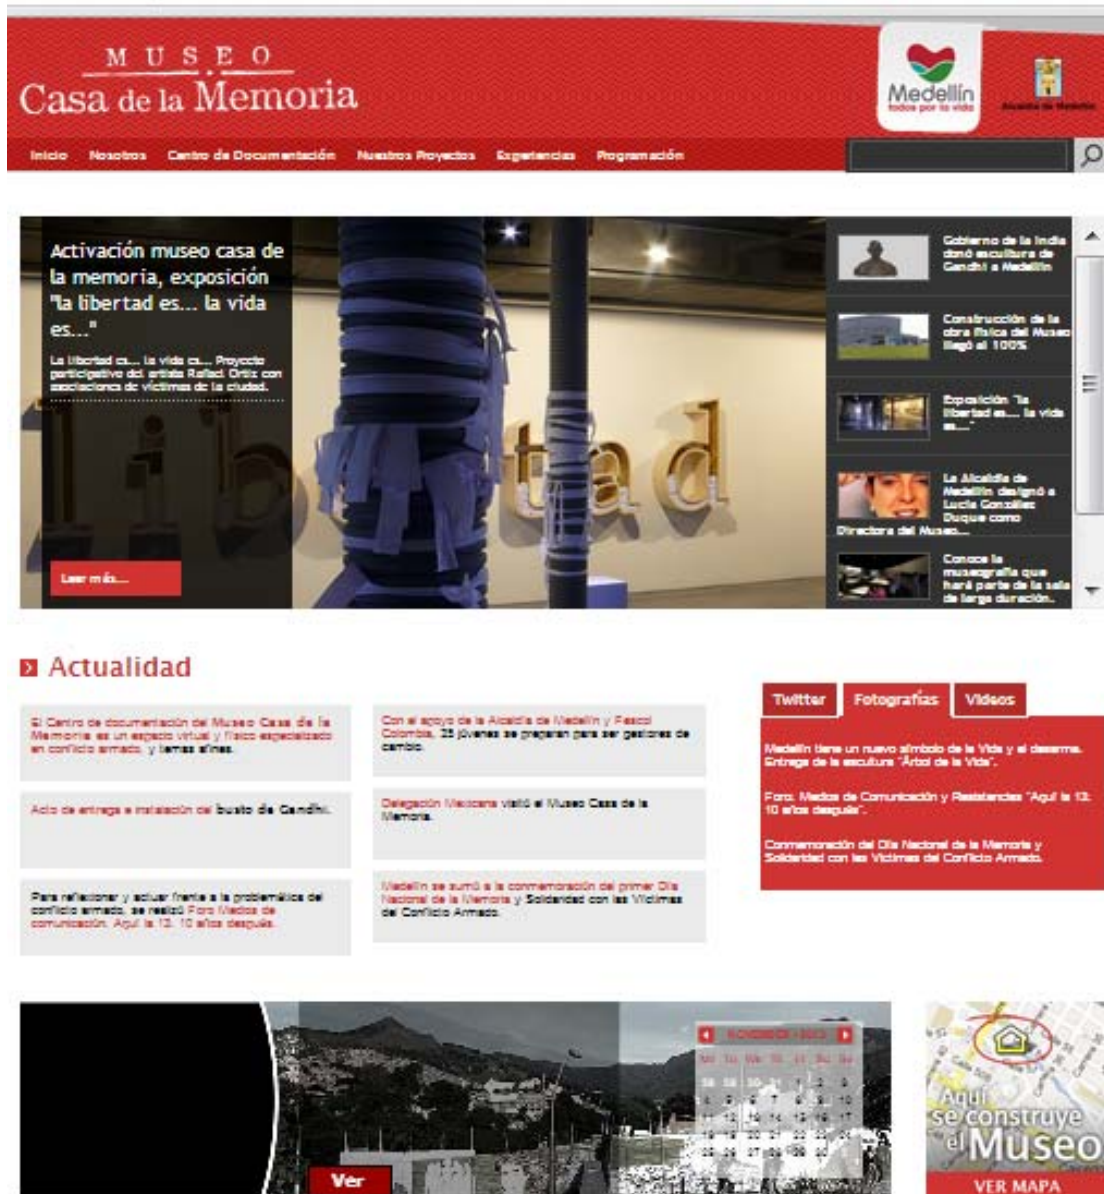 MUSEO
Casa de la Memoria
Medellín
todos por la vida
Alcaldía de Medellín
Inicio Nosotros Centro de Documentación Nuestros Proyectos Experiencias Programación
Activación museo casa de
la memoria, exposición
"la libertad es... la vida
es..."
La libertad es... la vida es... Proyecto
participativo del artista Rafael Ortiz con
asociaciones de víctimas de la ciudad.
Leer más...
libertad
Gobierno de la India
donó escultura de
Gandhi a Medellín
Construcción de la
obra física del Museo
llegó al 100%
Exposición "la
libertad es... la vida
es..."
La Alcaldía de
Medellín designó a
Lucía González
Duque como
Directora del Museo...
Conoce la
museografía que
hará parte de la sala
de larga duración.
Actualidad
El Centro de documentación del Museo Casa de la
Memoria es un espacio virtual y físico especializado
en conflicto armado, y temas afines.
Acto de entrega e instalación del busto de Gandhi.
Para reflexionar y actuar frente a la problemática del
conflicto armado, se realizó Foro Medios de
comunicación. Aquí la 13: 10 años después.
Con el apoyo de la Alcaldía de Medellín y Pascol
Colombia, 25 jóvenes se preparan para ser gestores de
cambio.
Delegación Mexicana visitó el Museo Casa de la
Memoria.
Medellín se sumó a la conmemoración del primer Día
Nacional de la Memoria y Solidaridad con las Víctimas
del Conflicto Armado.
Twitter Fotografías Videos
Medellín tiene un nuevo símbolo de la Vida y el desarme.
Entrega de la escultura "Árbol de la Vida".
Foro: Medios de Comunicación y Resistencias "Aquí la 13:
10 años después".
Conmemoración del Día Nacional de la Memoria y
Solidaridad con las Víctimas del Conflicto Armado.
Ver
Aquí
se construye
el Museo
VER MAPA